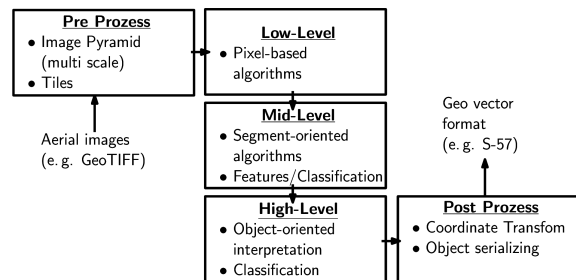 Pre Prozess
• Image Pyramid
(multi scale)
• Tiles
Aerial images
(e. g. GeoTIFF)
Low-Level
• Pixel-based
algorithms
Mid-Level
• Segment-oriented
algorithms
• Features/Classification
High-Level
• Object-oriented
interpretation
• Classification
Geo vector
format
(e. g. S-57)
Post Prozess
• Coordinate Transfom
• Object serializing